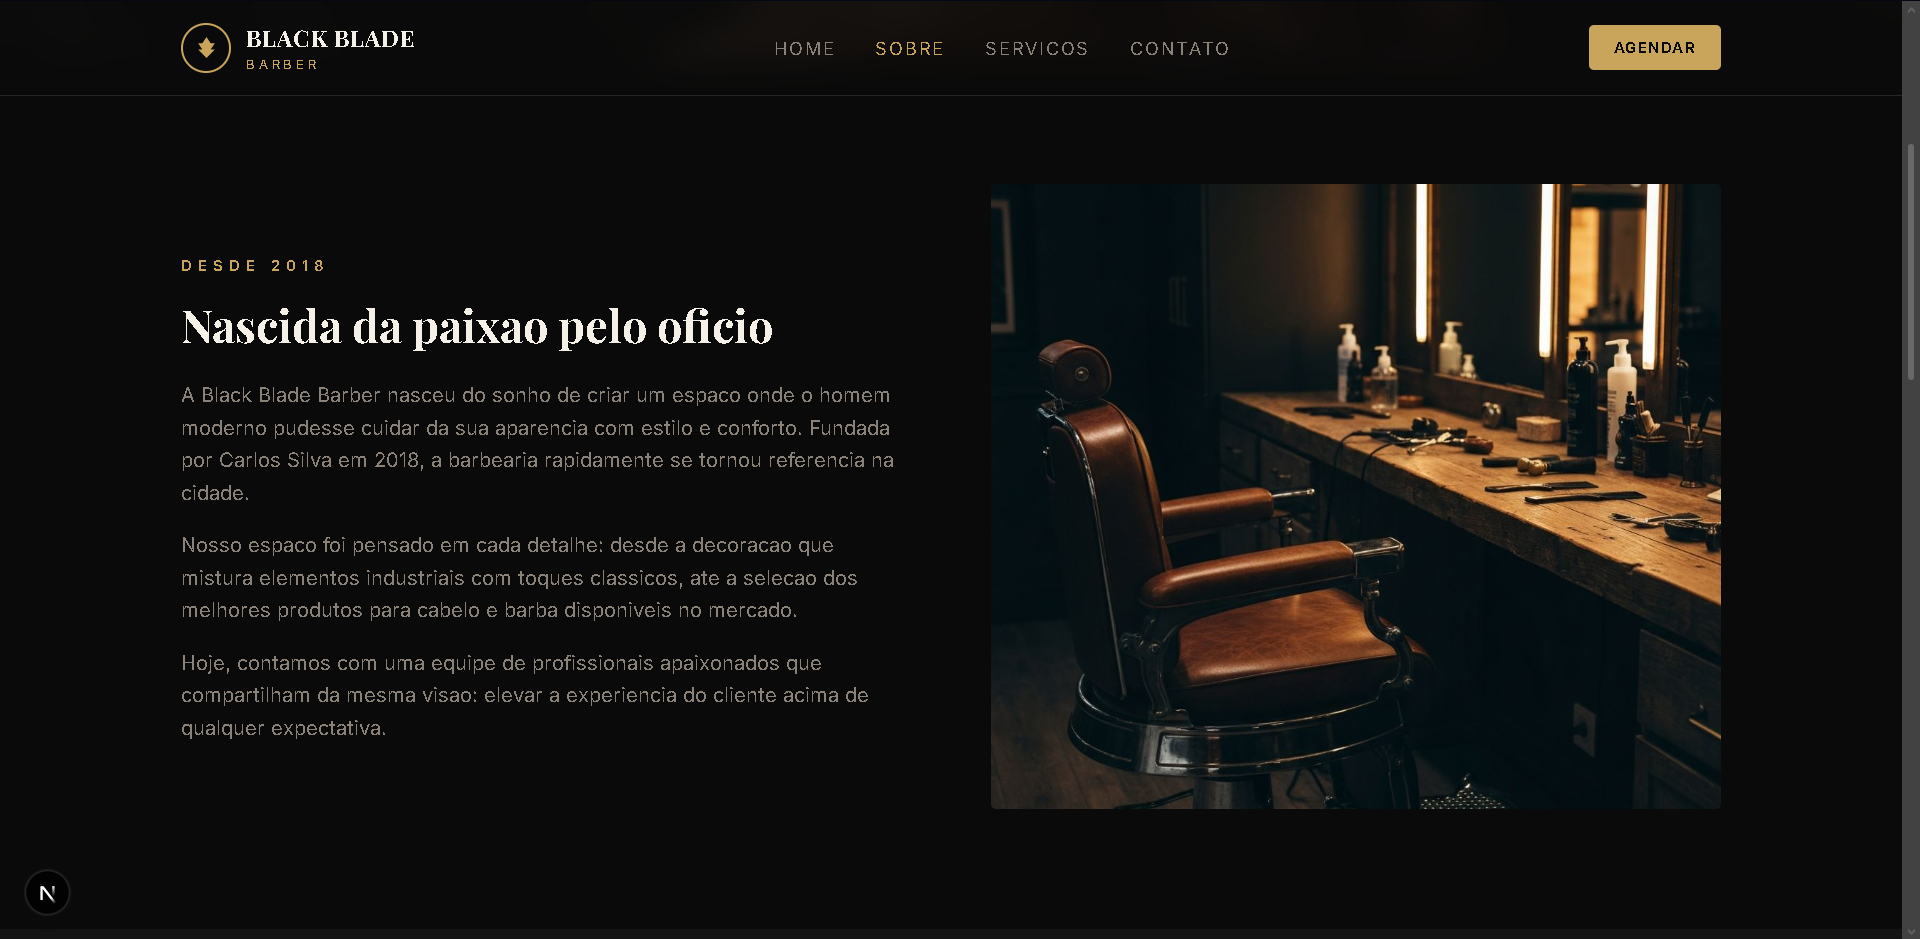 BLACK BLADE
BARBER
HOME
SOBRE
SERVICOS
CONTATO
AGENDAR
DESDE 2018
Nascida da paixao pelo oficio
A Black Blade Barber nasceu do sonho de criar um espaco onde o homem
moderno pudesse cuidar da sua aparencia com estilo e conforto. Fundada
por Carlos Silva em 2018, a barbearia rapidamente se tornou referencia na
cidade.
Nosso espaco foi pensado em cada detalhe: desde a decoracao que
mistura elementos industriais com toques classicos, ate a selecao dos
melhores produtos para cabelo e barba disponiveis no mercado.
Hoje, contamos com uma equipe de profissionais apaixonados que
compartilham da mesma visao: elevar a experiencia do cliente acima de
qualquer expectativa.
N